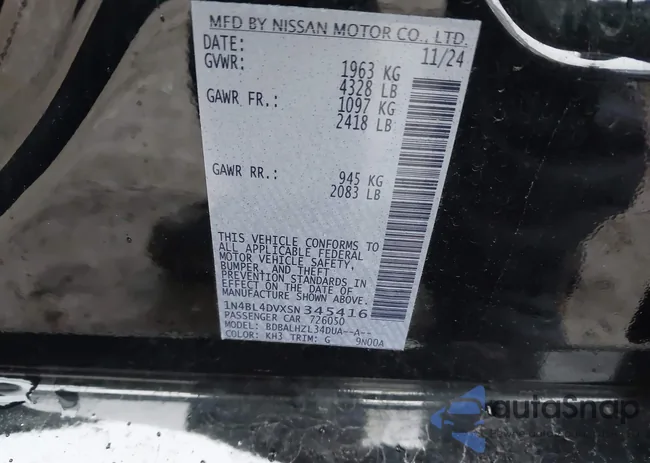 MFD BY NISSAN MOTOR CO., LTD.
DATE: 11/24
GVWR: 1963 KG
4328 LB
GAWR FR.: 1097 KG
2418 LB
GAWR RR.: 945 KG
2083 LB
THIS VEHICLE CONFORMS TO
ALL APPLICABLE FEDERAL
MOTOR VEHICLE SAFETY,
BUMPER, AND THEFT
PREVENTION STANDARDS IN
EFFECT ON THE DATE OF
MANUFACTURE SHOWN ABOVE.
1N4BL4DVXSN345416
PASSENGER CAR 726050
MODEL: BDBALHZL34DUA--A--
COLOR: KH3 TRIM: G 9N00A
autaSnap